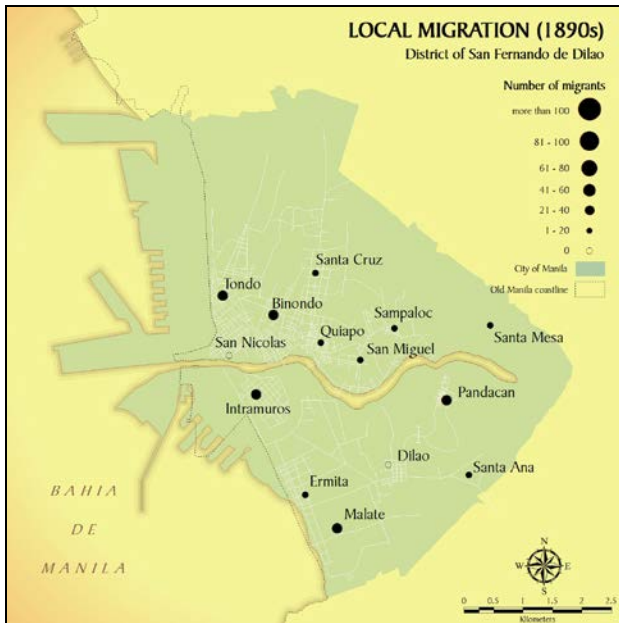 LOCAL MIGRATION (1890s)
District of San Fernando de Dilao
Number of migrants
more than 100
81 - 100
61 - 80
41 - 60
21 - 40
1 - 20
0
City of Manila
Old Manila coastline
Santa Cruz
Tondo
Binondo
Sampaloc
Quiapo
Santa Mesa
San Nicolas
San Miguel
Intramuros
Pandacan
Dilao
Santa Ana
Ermita
Malate
BAHIA
DE
MANILA
N
W E
S
0 0.5 1 1.5 2 2.5
Kilometers